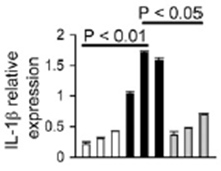 P < 0.05
P < 0.01
IL-1β relative
expression
2
1.5
1
0.5
0